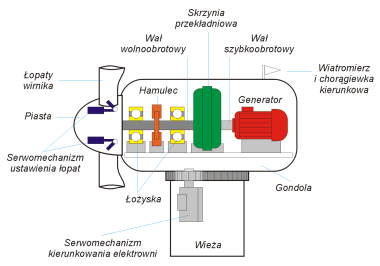 Skrzynia
przekładniowa
Wał
wolnoobrotowy
Wał
szybkoobrotowy
Wiatromierz
i chorągiewka
kierunkowa
Łopaty
wirnika
Hamulec
Generator
Piasta
Serwomechanizm
ustawienia łopat
Łożyska
Gondola
Serwomechanizm
kierunkowania elektrowni
Wieża